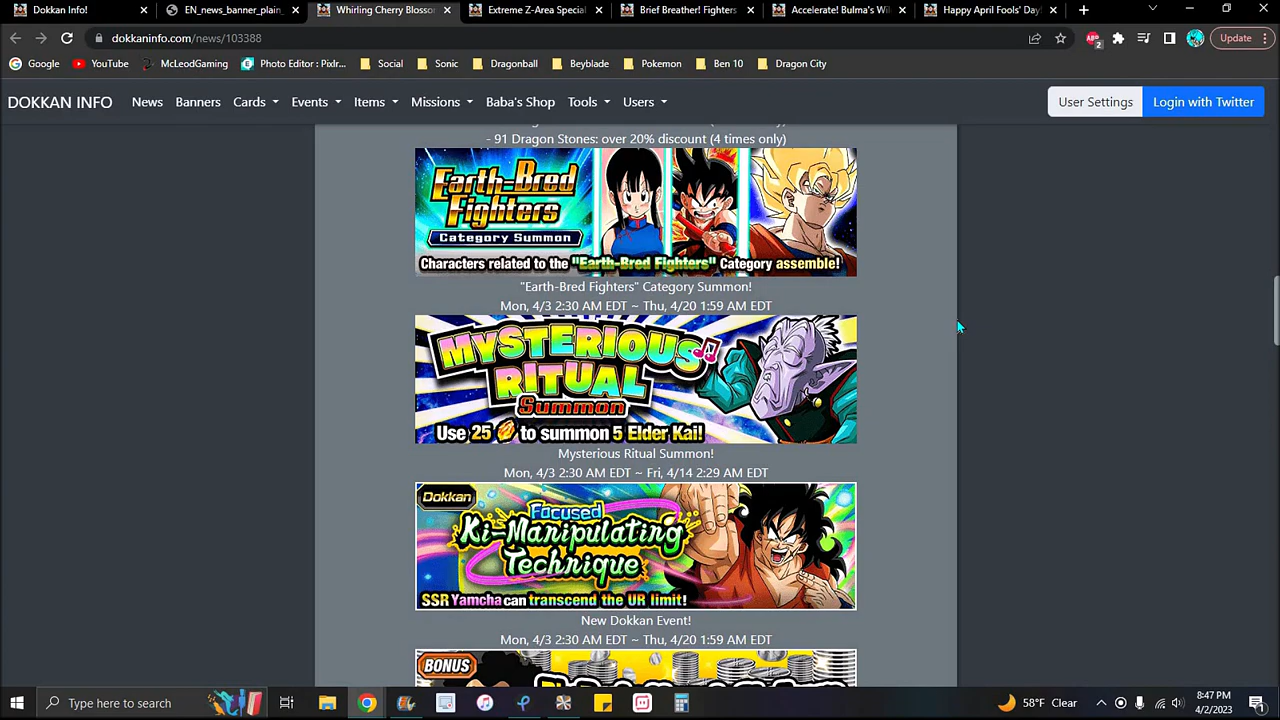 DOKKAN INFO!
EN_news_banner_plain_
Whirling Cherry Blosson
Extreme Z-Area Special
Brief Breather! Fighters
Accelerate! Bulma's Wil
Happy April Fools' Day!
dokkaninfo.com/news/103388
2
Update
Google
YouTube
McLeodGaming
Photo Editor : Pixlr...
Social
Sonic
Dragonball
Beyblade
Pokemon
Ben 10
Dragon City
DOKKAN INFO
News
Banners
Cards
Events
Items
Missions
Baba's Shop
Tools
Users
User Settings
Login with Twitter
- 91 Dragon Stones: over 20% discount (4 times only)
Earth-Bred
Fighters
Category Summon
Characters related to the "Earth-Bred Fighters" Category assemble!
"Earth-Bred Fighters" Category Summon!
Mon, 4/3 2:30 AM EDT ~ Thu, 4/20 1:59 AM EDT
MYSTERIOUS
RITUAL
Summon
Use 25 to summon 5 Elder Kai!
Mysterious Ritual Summon!
Mon, 4/3 2:30 AM EDT ~ Fri, 4/14 2:29 AM EDT
Dokkan
Focused
Ki-Manipulating
Technique
SSR Yamcha can transcend the UR limit!
New Dokkan Event!
Mon, 4/3 2:30 AM EDT ~ Thu, 4/20 1:59 AM EDT
BONUS
Type here to search
58°F Clear
8:47 PM
4/2/2023